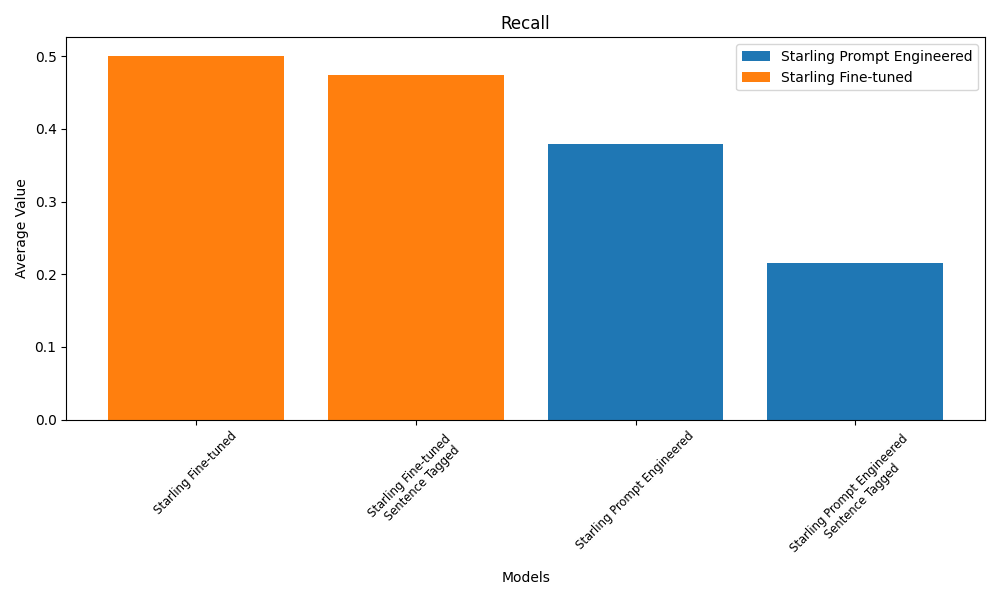 Recall
Starling Prompt Engineered
Starling Fine-tuned
Average Value
0.5
0.4
0.3
0.2
0.1
0.0
Starling Fine-tuned
Starling Fine-tuned
Sentence Tagged
Starling Prompt Engineered
Starling Prompt Engineered
Sentence Tagged
Models